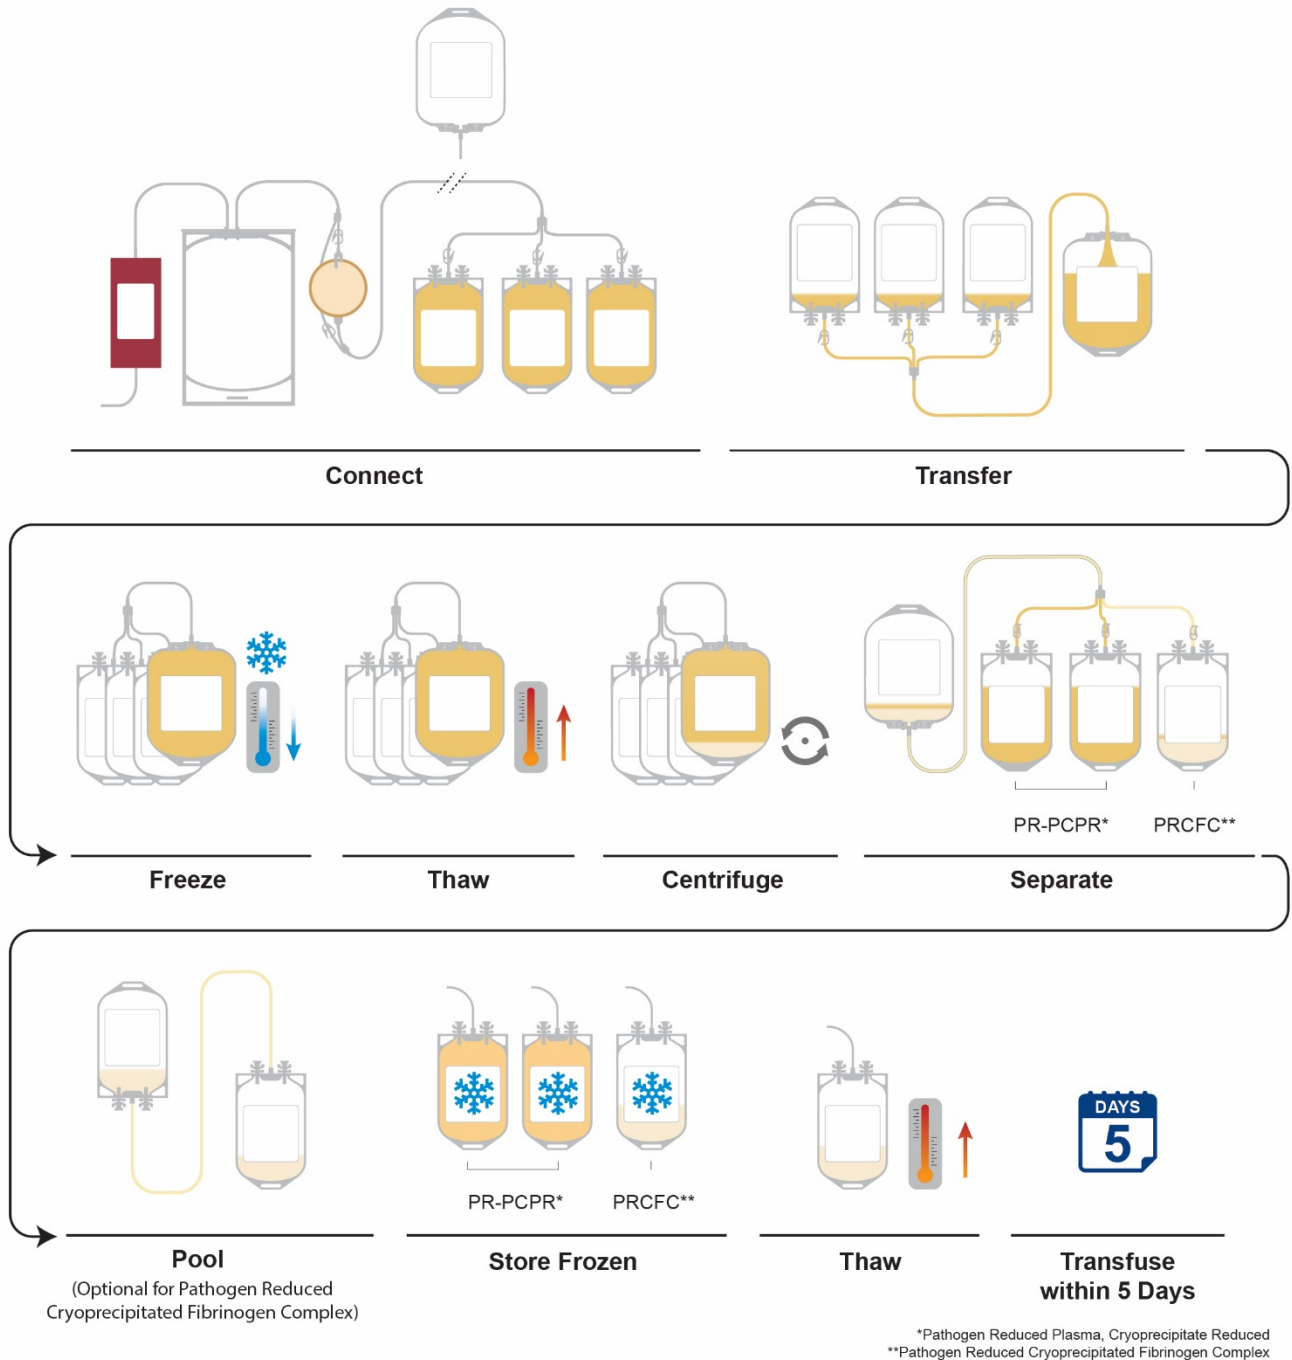 Connect
Transfer
PR-PCPR*
PRCFC**
Freeze
Thaw
Centrifuge
Separate
PR-PCPR*
PRCFC**
DAYS
5
Pool
(Optional for Pathogen Reduced
Cryoprecipitated Fibrinogen Complex)
Store Frozen
Thaw
Transfuse
within 5 Days
*Pathogen Reduced Plasma, Cryoprecipitate Reduced
**Pathogen Reduced Cryoprecipitated Fibrinogen Complex